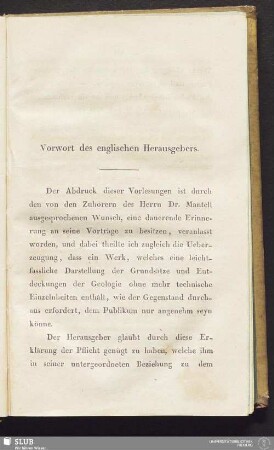 Vorwort des englischen Herausgebers.
Der Abdruck dieser Vorlesungen ist durch
den von den Zuhörern des Herrn Dr. Mantell
ausgesprochenen Wunsch, eine dauernde Erinne-
rung an seine Vorträge zu besitzen, veranlasst
worden, und dabei theilte ich zugleich die Ueber-
zeugung, dass ein Werk, welches eine leicht-
fassliche Darstellung der Grundsätze und Ent-
deckungen der Geologie ohne mehr technische
Einzelnheiten enthält, wie der Gegenstand durch-
aus erfordert, dem Publikum nur angenehm seyn
könne.
Der Herausgeber glaubt durch diese Er-
klärung der Pflicht genügt zu haben, welche ihm
in seiner untergeordneten Beziehung zu dem
SLUB
Wir führen Wissen.